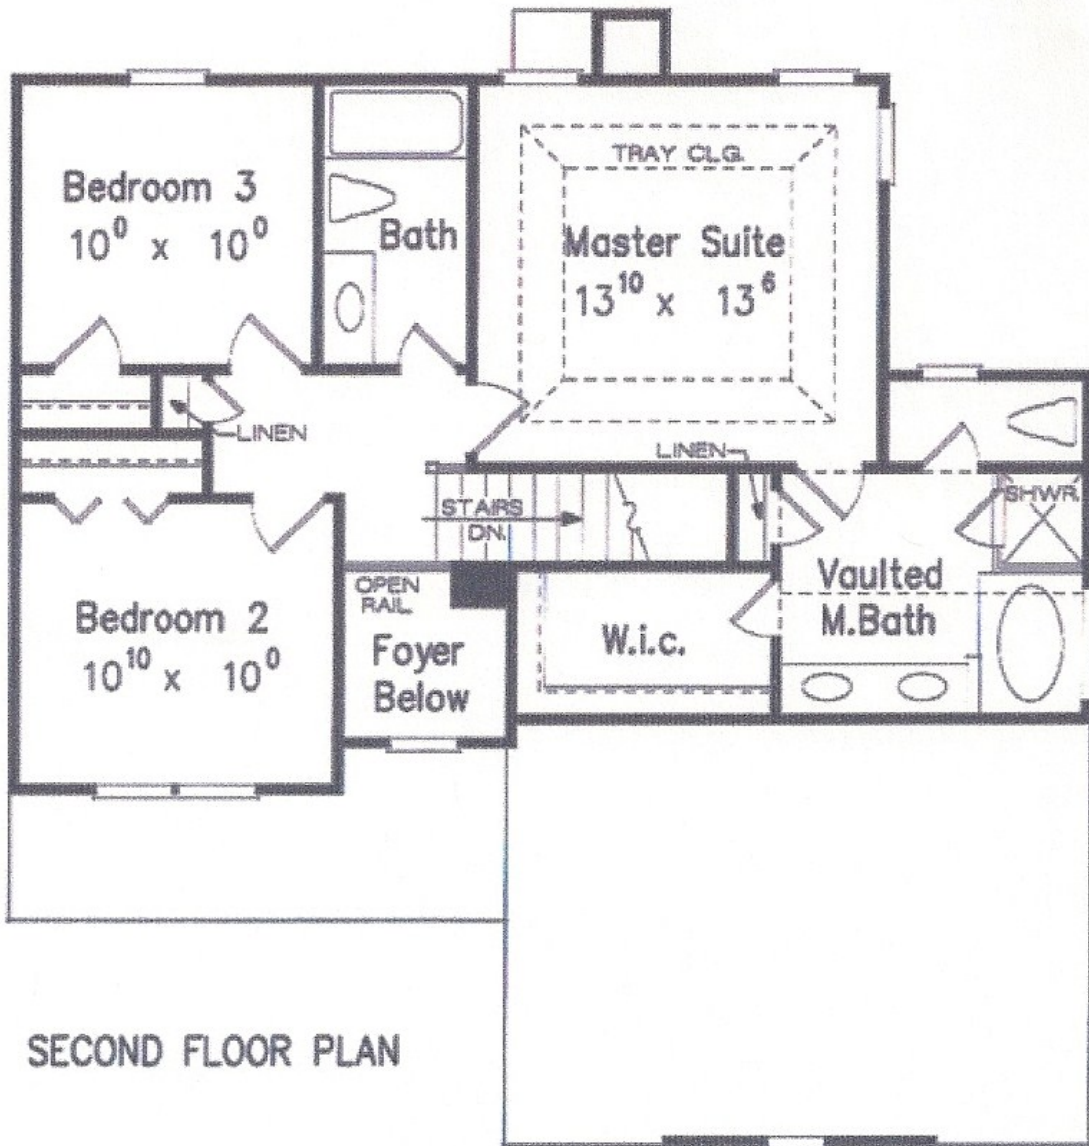 TRAY CLG.
Bedroom 3
10⁰ x 10⁰
Bath
Master Suite
13¹⁰ x 13⁶
LINEN
LINEN
STAIRS
DN.
SHWR.
OPEN
RAIL
Foyer
Below
Vaulted
M.Bath
W.i.c.
Bedroom 2
10¹⁰ x 10⁰
SECOND FLOOR PLAN